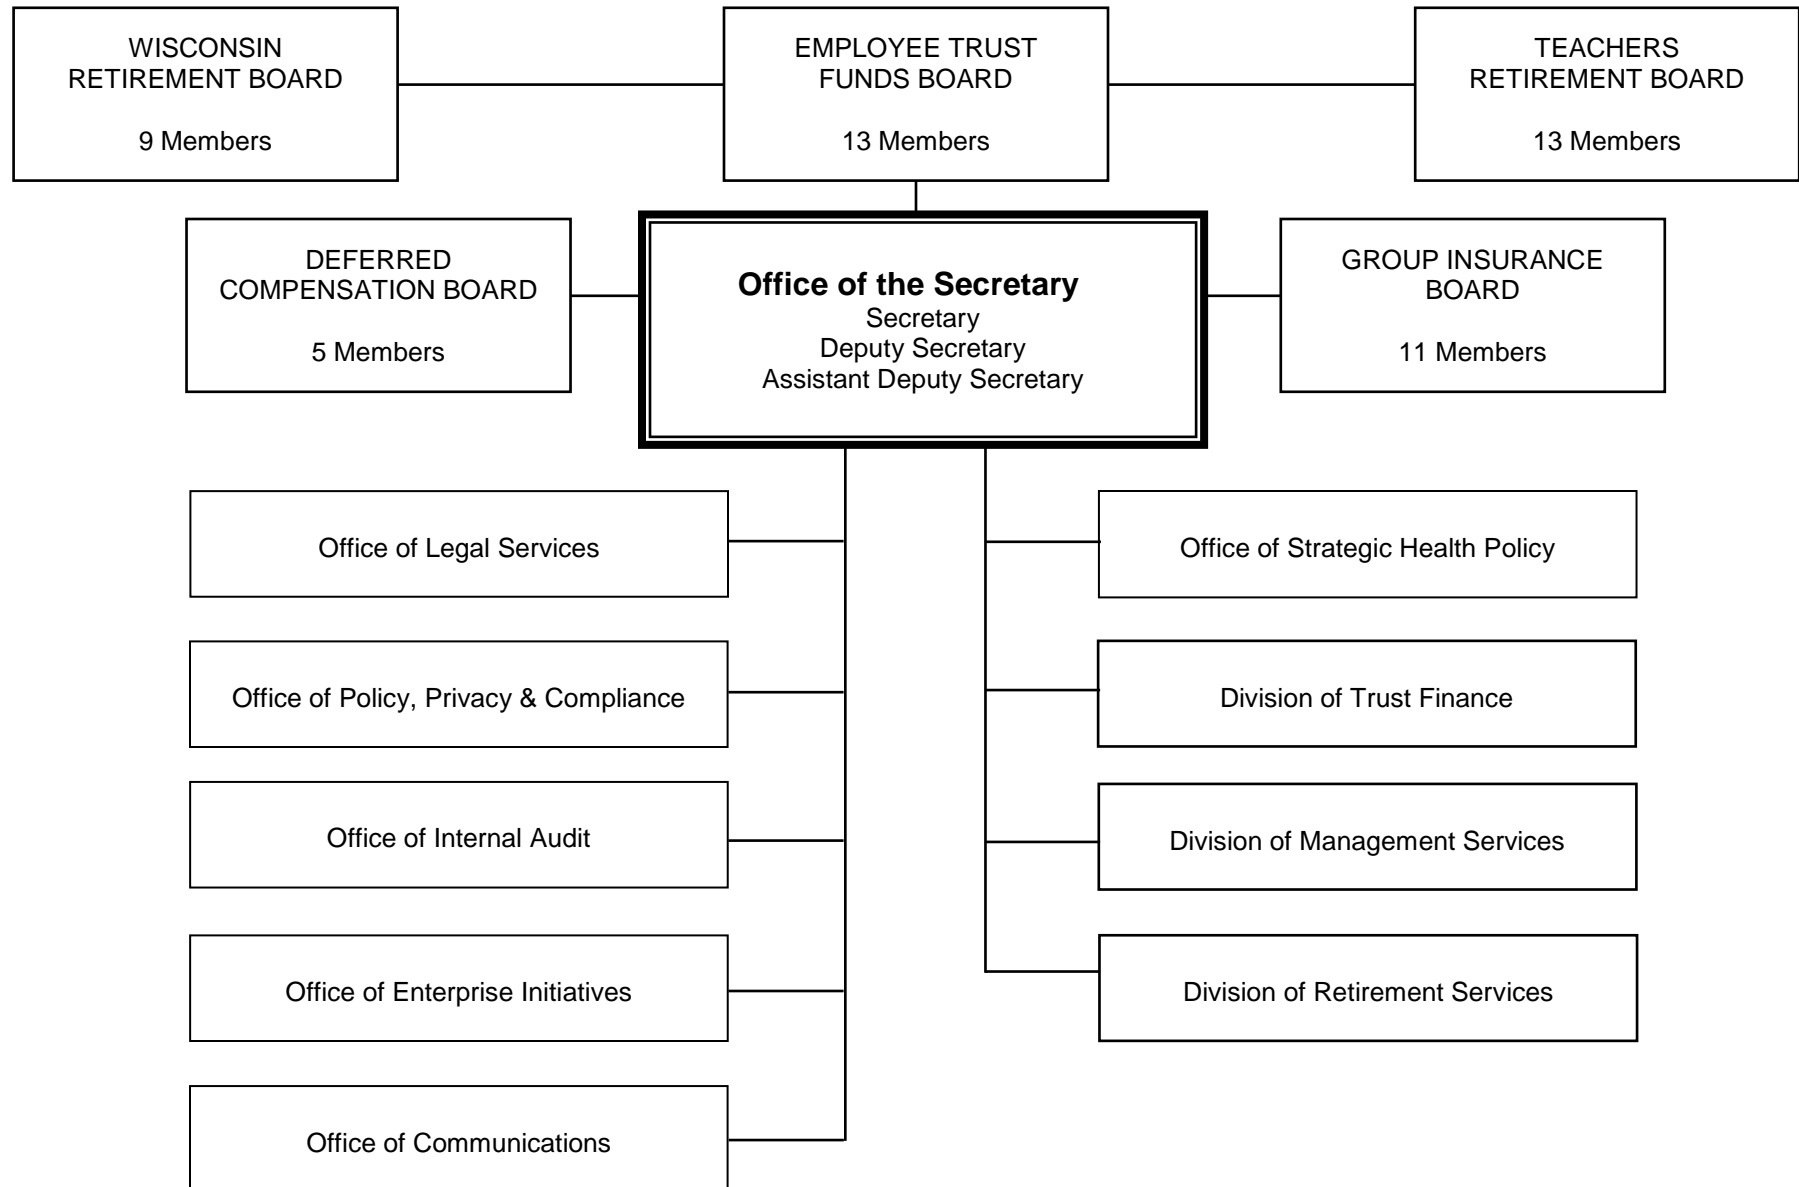 WISCONSIN
RETIREMENT BOARD
9 Members
EMPLOYEE TRUST
FUNDS BOARD
13 Members
TEACHERS
RETIREMENT BOARD
13 Members
DEFERRED
COMPENSATION BOARD
5 Members
Office of the Secretary
Secretary
Deputy Secretary
Assistant Deputy Secretary
GROUP INSURANCE
BOARD
11 Members
Office of Legal Services
Office of Strategic Health Policy
Office of Policy, Privacy & Compliance
Division of Trust Finance
Office of Internal Audit
Division of Management Services
Office of Enterprise Initiatives
Division of Retirement Services
Office of Communications